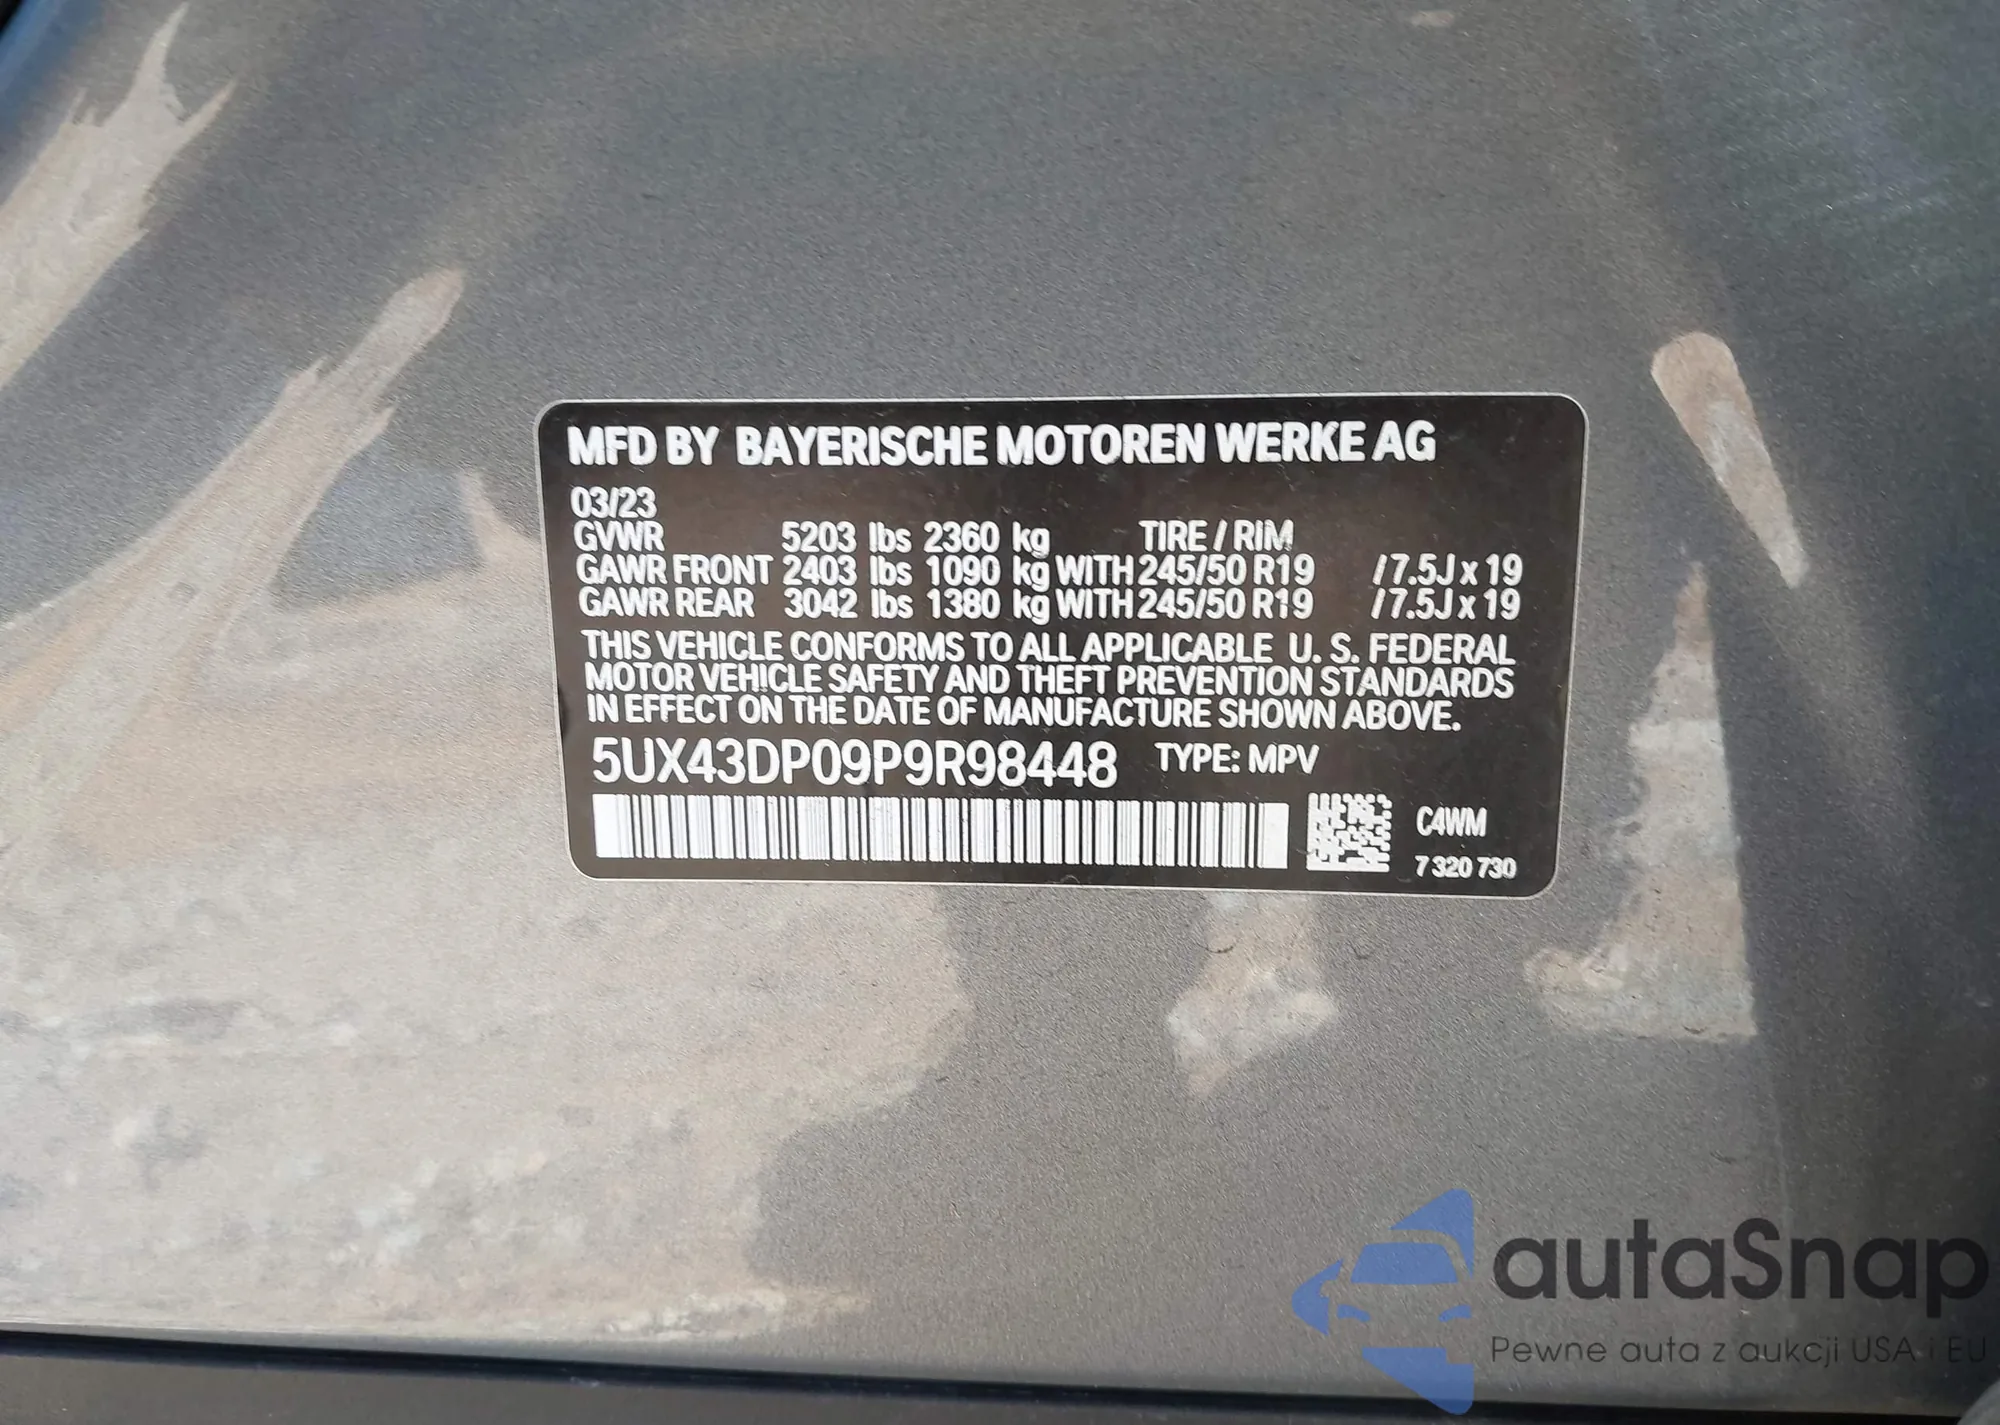 MFD BY BAYERISCHE MOTOREN WERKE AG
03/23
GVWR 5203 lbs 2360 kg TIRE / RIM
GAWR FRONT 2403 lbs 1090 kg WITH 245/50 R19 / 7.5J x 19
GAWR REAR 3042 lbs 1380 kg WITH 245/50 R19 / 7.5J x 19
THIS VEHICLE CONFORMS TO ALL APPLICABLE U. S. FEDERAL
MOTOR VEHICLE SAFETY AND THEFT PREVENTION STANDARDS
IN EFFECT ON THE DATE OF MANUFACTURE SHOWN ABOVE.
5UX43DP09P9R98448 TYPE: MPV
C4WM
7 320 730
autaSnap
Pewne auta z aukcji USA i EU